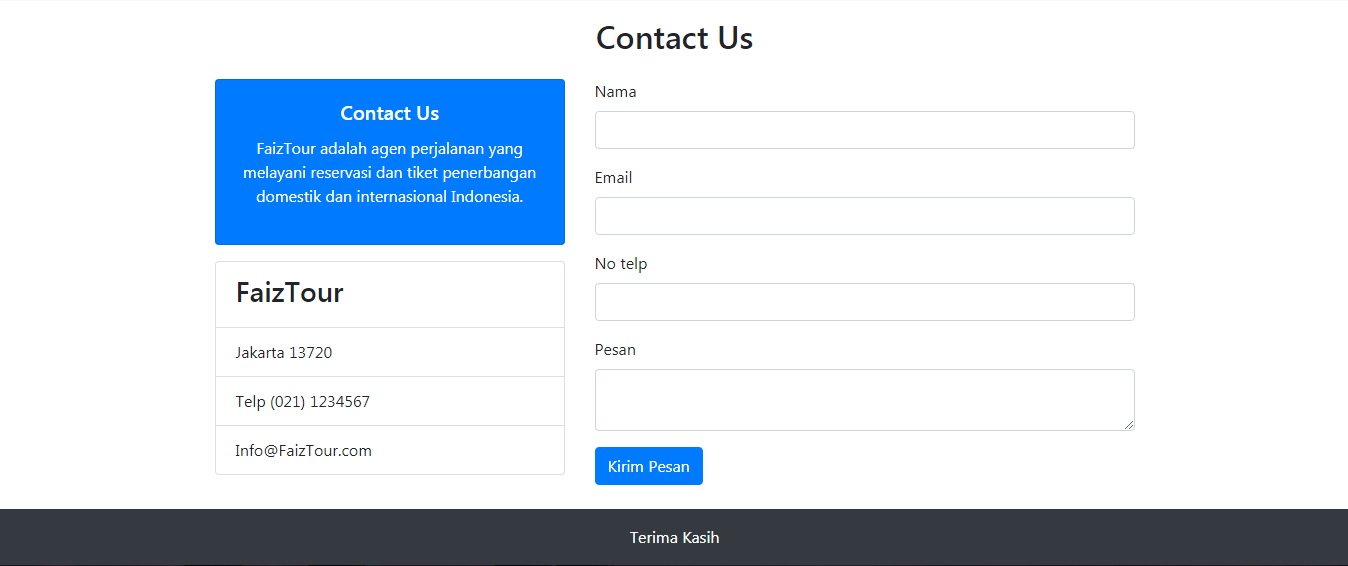 Contact Us
Contact Us
FaizTour adalah agen perjalanan yang
melayani reservasi dan tiket penerbangan
domestik dan internasional Indonesia.
FaizTour
Jakarta 13720
Telp (021) 1234567
Info@FaizTour.com
Nama
Email
No telp
Pesan
Kirim Pesan
Terima Kasih